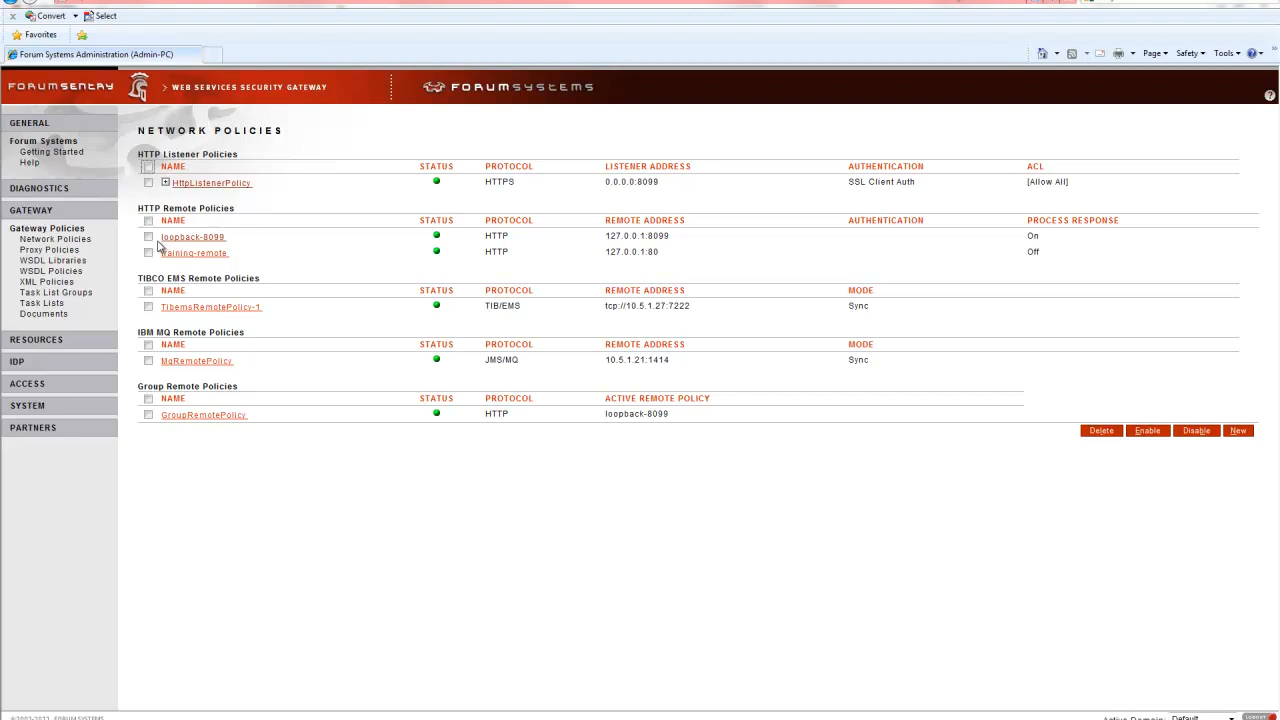 Convert Select
Favorites
Forum Systems Administration (Admin-PC)
Page Safety Tools
FORUMSENTRY > WEB SERVICES SECURITY GATEWAY FORUMSYSTEMS
GENERAL
Forum Systems
Getting Started
Help
DIAGNOSTICS
GATEWAY
Gateway Policies
Network Policies
Proxy Policies
WSDL Libraries
WSDL Policies
XML Policies
Task List Groups
Task Lists
Documents
RESOURCES
IDP
ACCESS
SYSTEM
PARTNERS
NETWORK POLICIES
HTTP Listener Policies
NAME STATUS PROTOCOL LISTENER ADDRESS AUTHENTICATION ACL
HttpListenerPolicy HTTPS 0.0.0.0:8099 SSL Client Auth [Allow All]
HTTP Remote Policies
NAME STATUS PROTOCOL REMOTE ADDRESS AUTHENTICATION PROCESS RESPONSE
loopback-8099 HTTP 127.0.0.1:8099 On
training-remote HTTP 127.0.0.1:80 Off
TIBCO EMS Remote Policies
NAME STATUS PROTOCOL REMOTE ADDRESS MODE
TibemsRemotePolicy-1 TIB/EMS tcp://10.5.1.27:7222 Sync
IBM MQ Remote Policies
NAME STATUS PROTOCOL REMOTE ADDRESS MODE
MqRemotePolicy JMS/MQ 10.5.1.21:1414 Sync
Group Remote Policies
NAME STATUS PROTOCOL ACTIVE REMOTE POLICY
GroupRemotePolicy HTTP loopback-8099
Delete Enable Disable New
Active Domain: Default LOGOUT